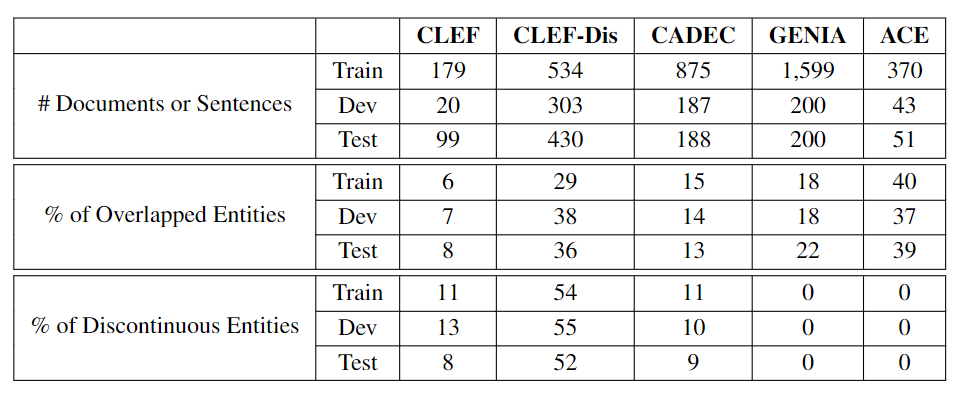 CLEF CLEF-Dis CADEC GENIA ACE
# Documents or Sentences
Train 179 534 875 1,599 370
Dev 20 303 187 200 43
Test 99 430 188 200 51
% of Overlapped Entities
Train 6 29 15 18 40
Dev 7 38 14 18 37
Test 8 36 13 22 39
% of Discontinuous Entities
Train 11 54 11 0 0
Dev 13 55 10 0 0
Test 8 52 9 0 0